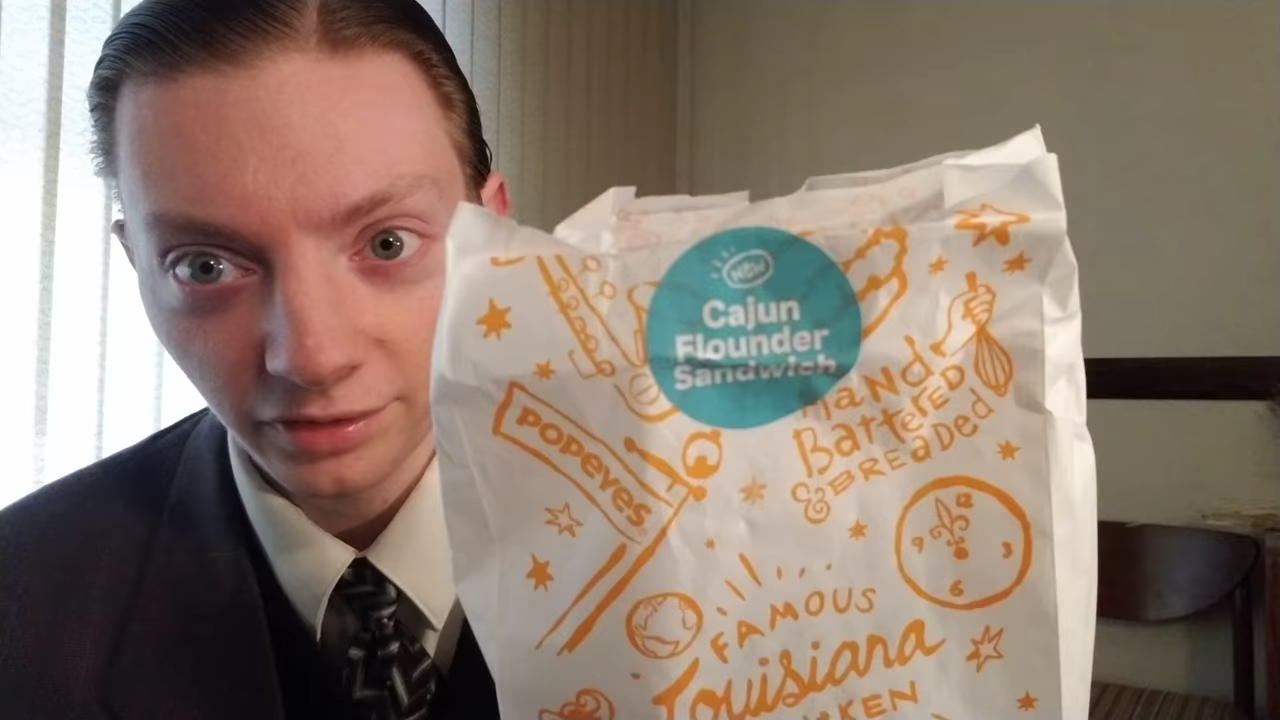 NEW
Cajun
Flounder
Sandwich
HaND
BaTTeReD
& BReaDeD
POPEYES
12
9
3
6
FAMOUS
Louisiana